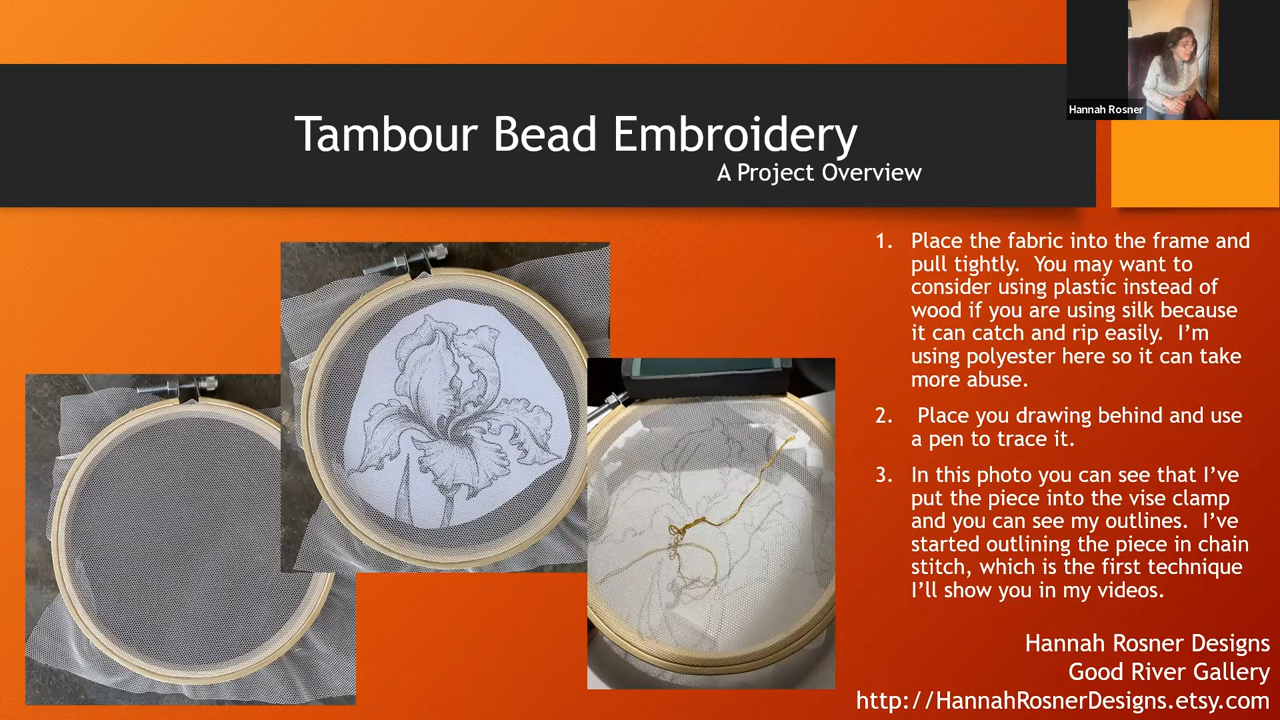 Hannah Rosner
Tambour Bead Embroidery
A Project Overview
1. Place the fabric into the frame and
pull tightly. You may want to
consider using plastic instead of
wood if you are using silk because
it can catch and rip easily. I'm
using polyester here so it can take
more abuse.
2. Place you drawing behind and use
a pen to trace it.
3. In this photo you can see that I've
put the piece into the vise clamp
and you can see my outlines. I've
started outlining the piece in chain
stitch, which is the first technique
I'll show you in my videos.
Hannah Rosner Designs
Good River Gallery
http://HannahRosnerDesigns.etsy.com